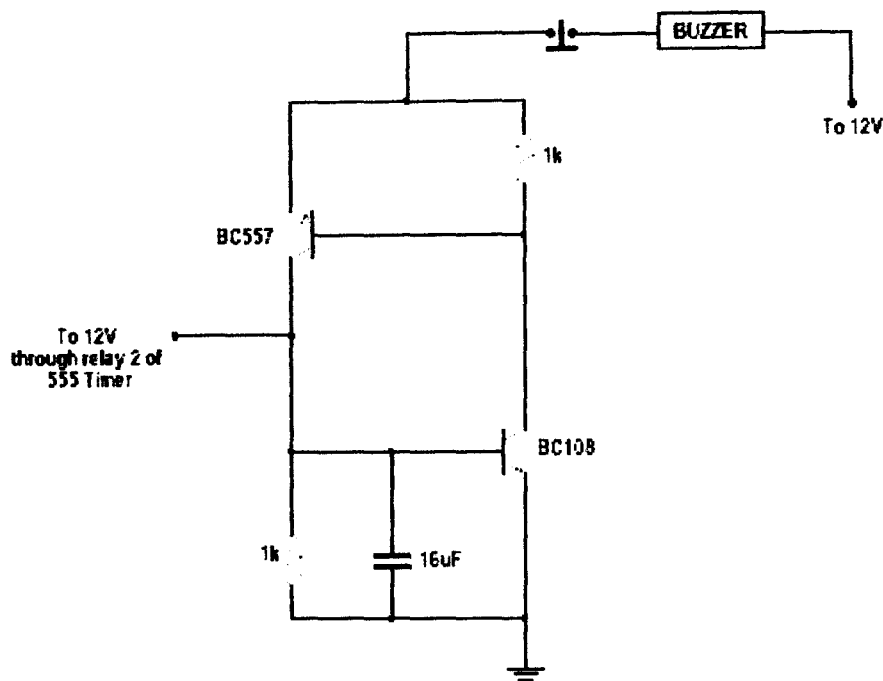 BUZZER
To 12V
1k
BC557
To 12V
through relay 2 of
555 Timer
BC108
1k
16uF